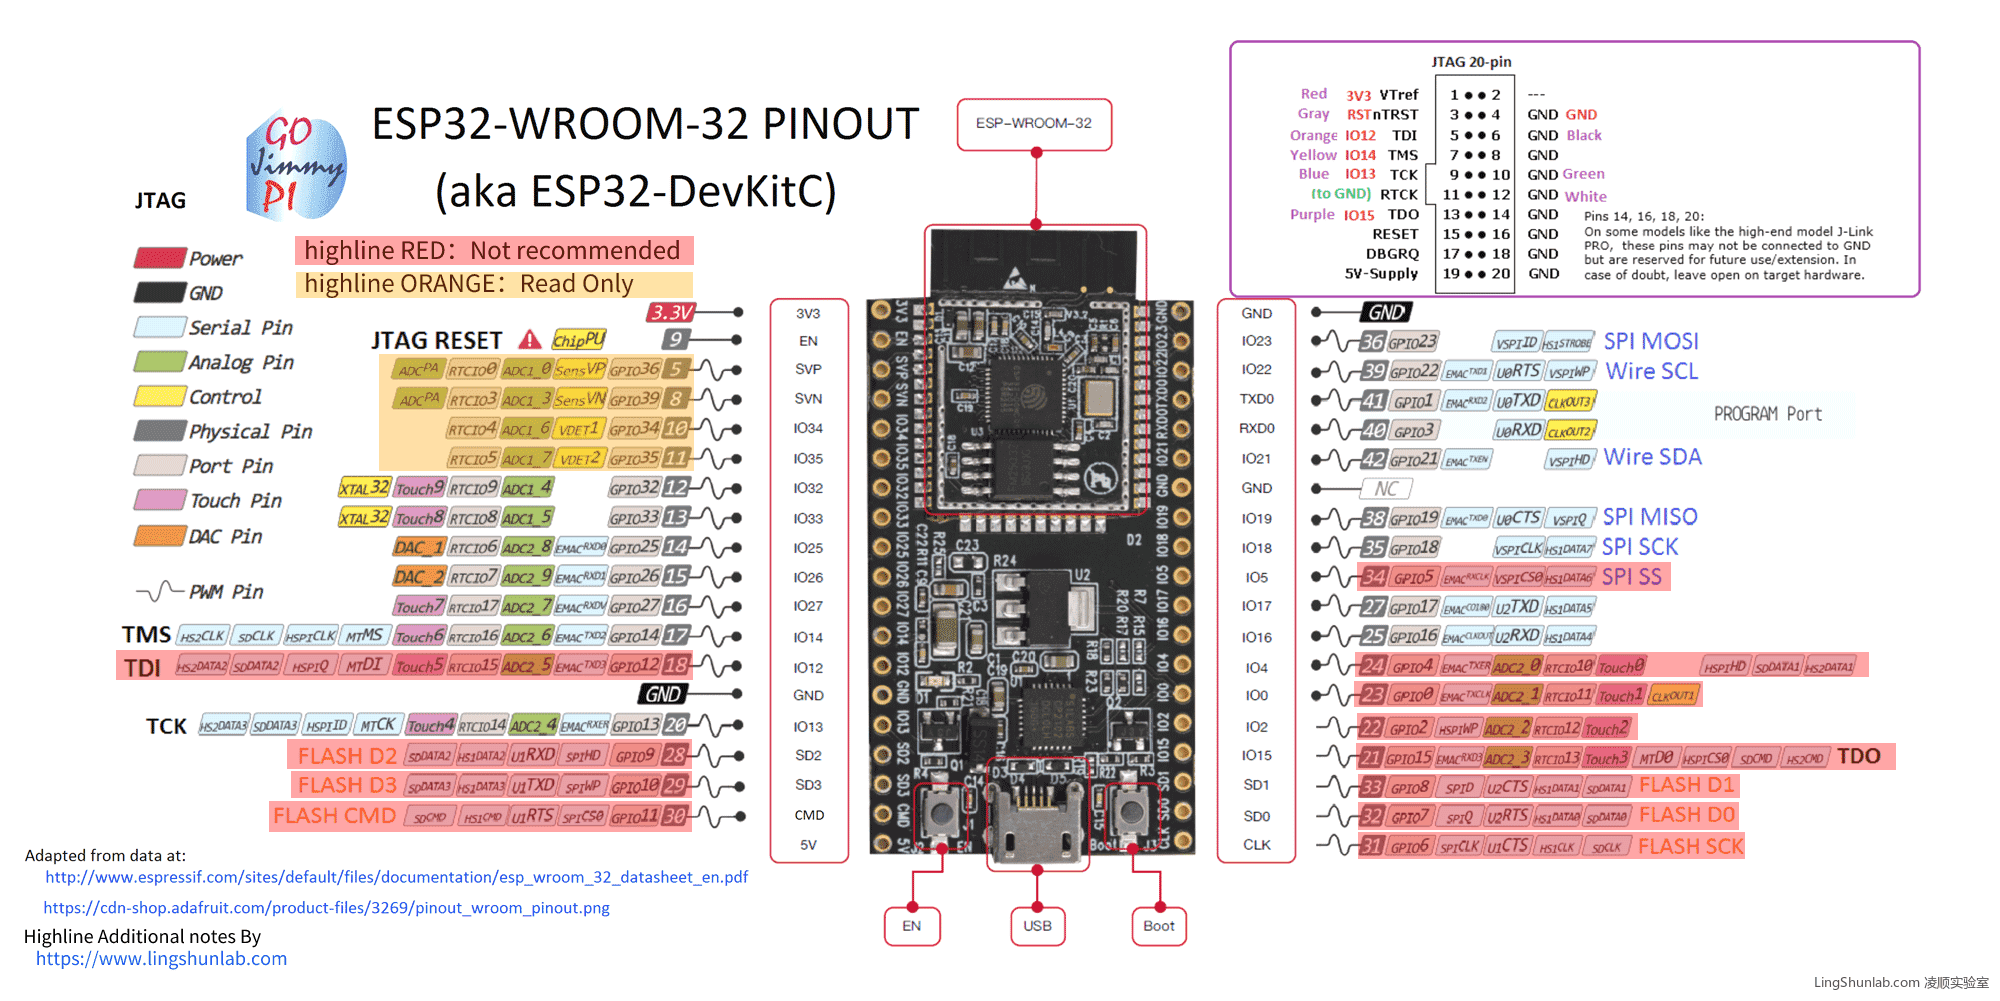 GO
Jimmy
PI
ESP32-WROOM-32 PINOUT
(aka ESP32-DevKitC)
JTAG
highline RED：Not recommended
highline ORANGE：Read Only
Power
GND
Serial Pin
Analog Pin
Control
Physical Pin
Port Pin
Touch Pin
DAC Pin
PWM Pin
ESP-WROOM-32
JTAG 20-pin
Red 3V3 VTref 1 2 ---
Gray RST nTRST 3 4 GND GND
Orange IO12 TDI 5 6 GND Black
Yellow IO14 TMS 7 8 GND
Blue IO13 TCK 9 10 GND Green
(to GND) RTCK 11 12 GND White
Purple IO15 TDO 13 14 GND
RESET 15 16 GND
DBGRQ 17 18 GND
5V-Supply 19 20 GND
Pins 14, 16, 18, 20:
On some models like the high-end model J-Link
PRO, these pins may not be connected to GND
but are reserved for future use/extension. In
case of doubt, leave open on target hardware.
3.3V 3V3
JTAG RESET ChipPU 9 EN
ADCPA RTCIO0 ADC1_0 SensVP GPIO36 5 SVP
ADCPA RTCIO3 ADC1_3 SensVN GPIO39 8 SVN
RTCIO4 ADC1_6 VDET1 GPIO34 10 IO34
RTCIO5 ADC1_7 VDET2 GPIO35 11 IO35
XTAL32 Touch9 RTCIO9 ADC1_4 GPIO32 12 IO32
XTAL32 Touch8 RTCIO8 ADC1_5 GPIO33 13 IO33
DAC_1 RTCIO6 ADC2_8 EMACRXD0 GPIO25 14 IO25
DAC_2 RTCIO7 ADC2_9 EMACRXD1 GPIO26 15 IO26
Touch7 RTCIO17 ADC2_7 EMACRXDV GPIO27 16 IO27
TMS HS2CLK SDCLK HSPICLK MTMS Touch6 RTCIO16 ADC2_6 EMACTXD2 GPIO14 17 IO14
TDI HS2DATA2 SDDATA2 HSPIQ MTDI Touch5 RTCIO15 ADC2_5 EMACTXD3 GPIO12 18 IO12
GND GND
TCK HS2DATA3 SDDATA3 HSPIID MTCK Touch4 RTCIO14 ADC2_4 EMACRXER GPIO13 20 IO13
FLASH D2 SDDATA2 HS1DATA2 U1RXD SPIHD GPIO9 28 SD2
FLASH D3 SDDATA3 HS1DATA3 U1TXD SPIWP GPIO10 29 SD3
FLASH CMD SDCMD HS1CMD U1RTS SPICS0 GPIO11 30 CMD
5V
GND GND
IO23 36 GPIO23 VSPIID HS1STROBE SPI MOSI
IO22 39 GPIO22 EMACTXD1 U0RTS VSPIWP Wire SCL
TXD0 41 GPIO1 EMACRXD2 U0TXD CLKOUT3
PROGRAM Port
RXD0 40 GPIO3 U0RXD CLKOUT2
IO21 42 GPIO21 EMACTXEN VSPIHD Wire SDA
GND NC
IO19 38 GPIO19 EMACTXD0 U0CTS VSPIQ SPI MISO
IO18 35 GPIO18 VSPICLK HS1DATA7 SPI SCK
IO5 34 GPIO5 EMACRXCLK VSPICS0 HS1DATA6 SPI SS
IO17 27 GPIO17 EMACCO180 U2TXD HS1DATA5
IO16 25 GPIO16 EMACCLKOUT U2RXD HS1DATA4
IO4 24 GPIO4 EMACTXER ADC2_0 RTCIO10 Touch0 HSPIHD SDDATA1 HS2DATA1
IO0 23 GPIO0 EMACTXCLK ADC2_1 RTCIO11 Touch1 CLKOUT1
IO2 22 GPIO2 HSPIWP ADC2_2 RTCIO12 Touch2
IO15 21 GPIO15 EMACRXD3 ADC2_3 RTCIO13 Touch3 MTDO HSPICS0 SDCMD HS2CMD TDO
SD1 33 GPIO8 SPID U2CTS HS1DATA1 SDDATA1 FLASH D1
SD0 32 GPIO7 SPIQ U2RTS HS1DATA0 SDDATA0 FLASH D0
CLK 31 GPIO6 SPICLK U1CTS HS1CLK SDCLK FLASH SCK
EN
USB
Boot
Adapted from data at:
http://www.espressif.com/sites/default/files/documentation/esp_wroom_32_datasheet_en.pdf
https://cdn-shop.adafruit.com/product-files/3269/pinout_wroom_pinout.png
Highline Additional notes By
https://www.lingshunlab.com
LingShunlab.com 凌顺实验室